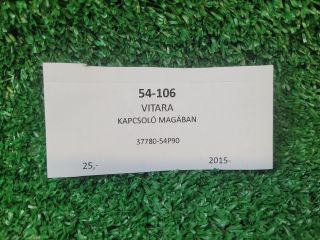 54-106
VITARA
KAPCSOLÓ MAGÁBAN
37780-54P90
25,- 2015-